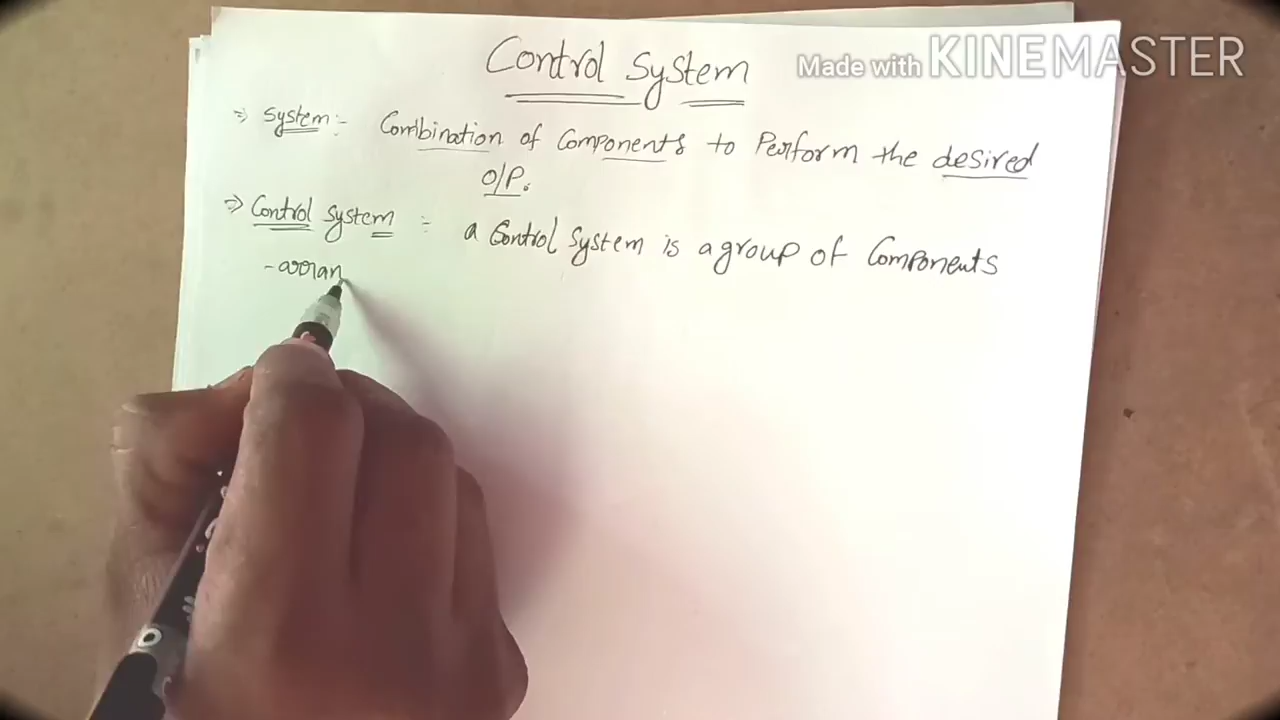 Control System
Made with KINEMASTER
⇒ System :- Combination of Components to Perform the desired
O/P.
⇒ Control System :- a Control System is a group of Components
- arran